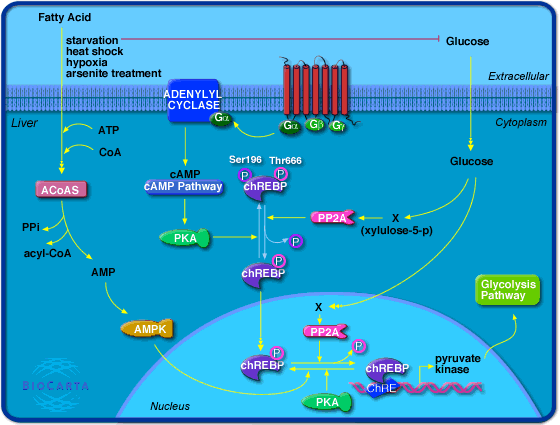 Fatty Acid
starvation
heat shock
hypoxia
arsenite treatment
Glucose
Extracellular
ADENYLYL
CYCLASE
Gα
Gα
Gβ
Gγ
Liver
Cytoplasm
ATP
CoA
Ser196
Thr666
Glucose
P
P
cAMP
chREBP
ACoAS
cAMP Pathway
PP2A
X
(xylulose-5-p)
PPi
PKA
P
acyl-CoA
AMP
P
chREBP
Glycolysis
Pathway
X
AMPK
PP2A
P
P
chREBP
chREBP
pyruvate
kinase
ChRE
BIOCARTA
PKA
Nucleus